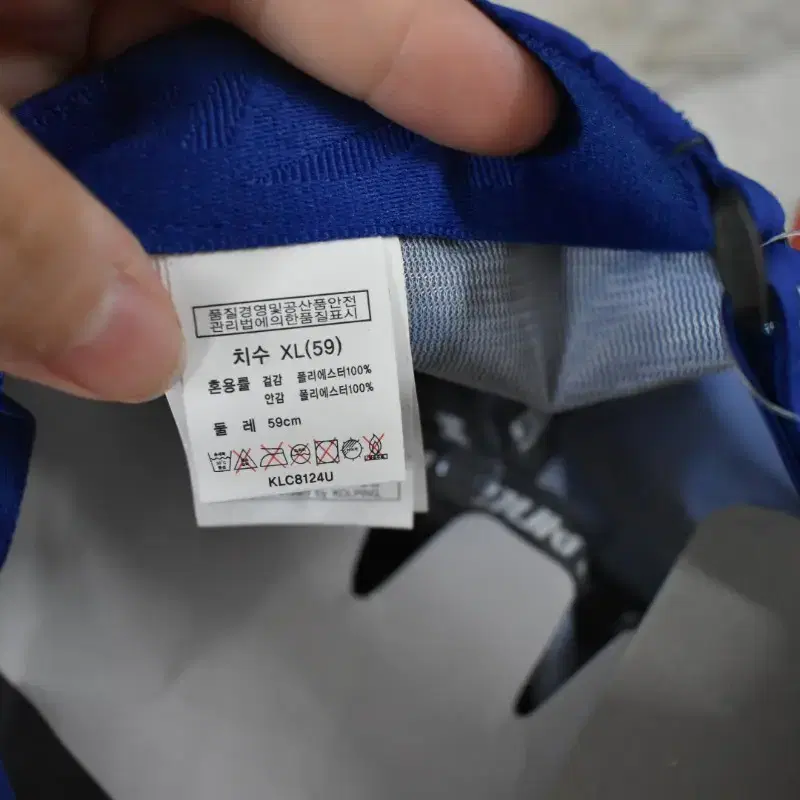 품질경영및공산품안전
관리법에의한품질표시
치수 XL(59)
혼용률 겉감 폴리에스터100%
안감 폴리에스터100%
둘 레 59cm
KLC8124U
by KOLPING